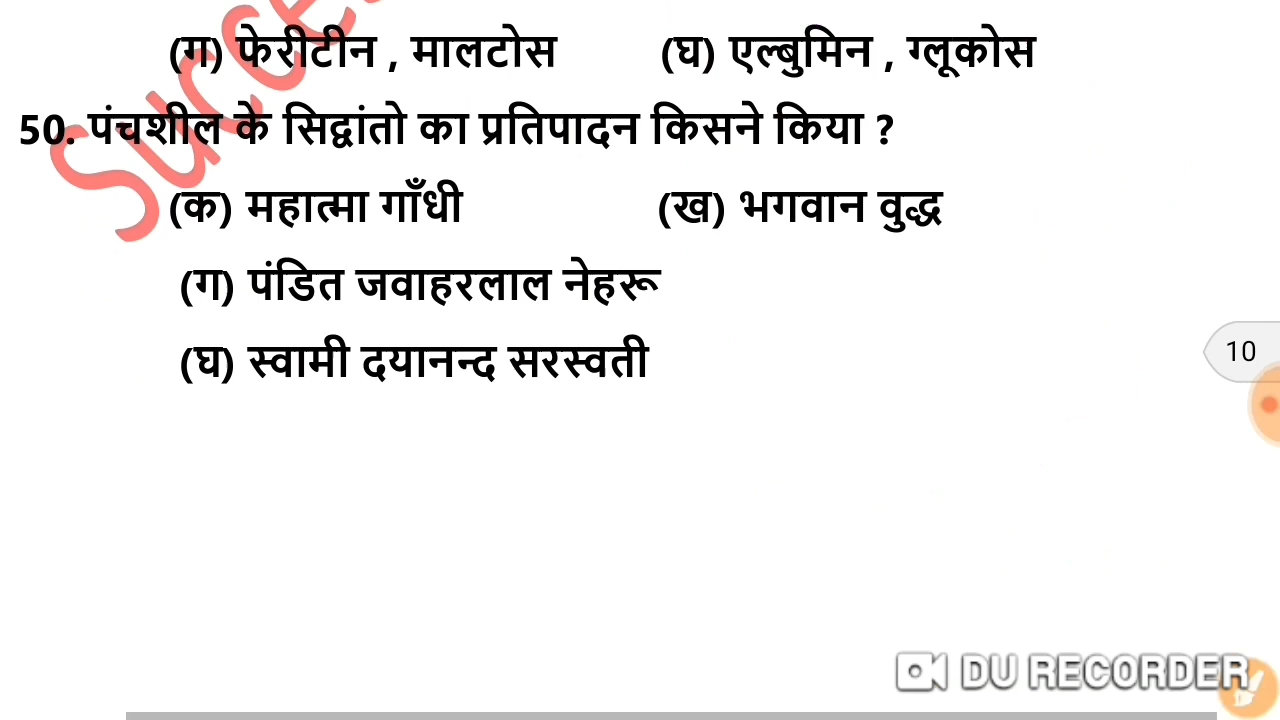 (ग) फेरीटीन , मालटोस (घ) एल्बुमिन , ग्लूकोस
50. पंचशील के सिद्वांतो का प्रतिपादन किसने किया ?
(क) महात्मा गाँधी (ख) भगवान वुद्ध
(ग) पंडित जवाहरलाल नेहरू
(घ) स्वामी दयानन्द सरस्वती
10
DU RECORDER